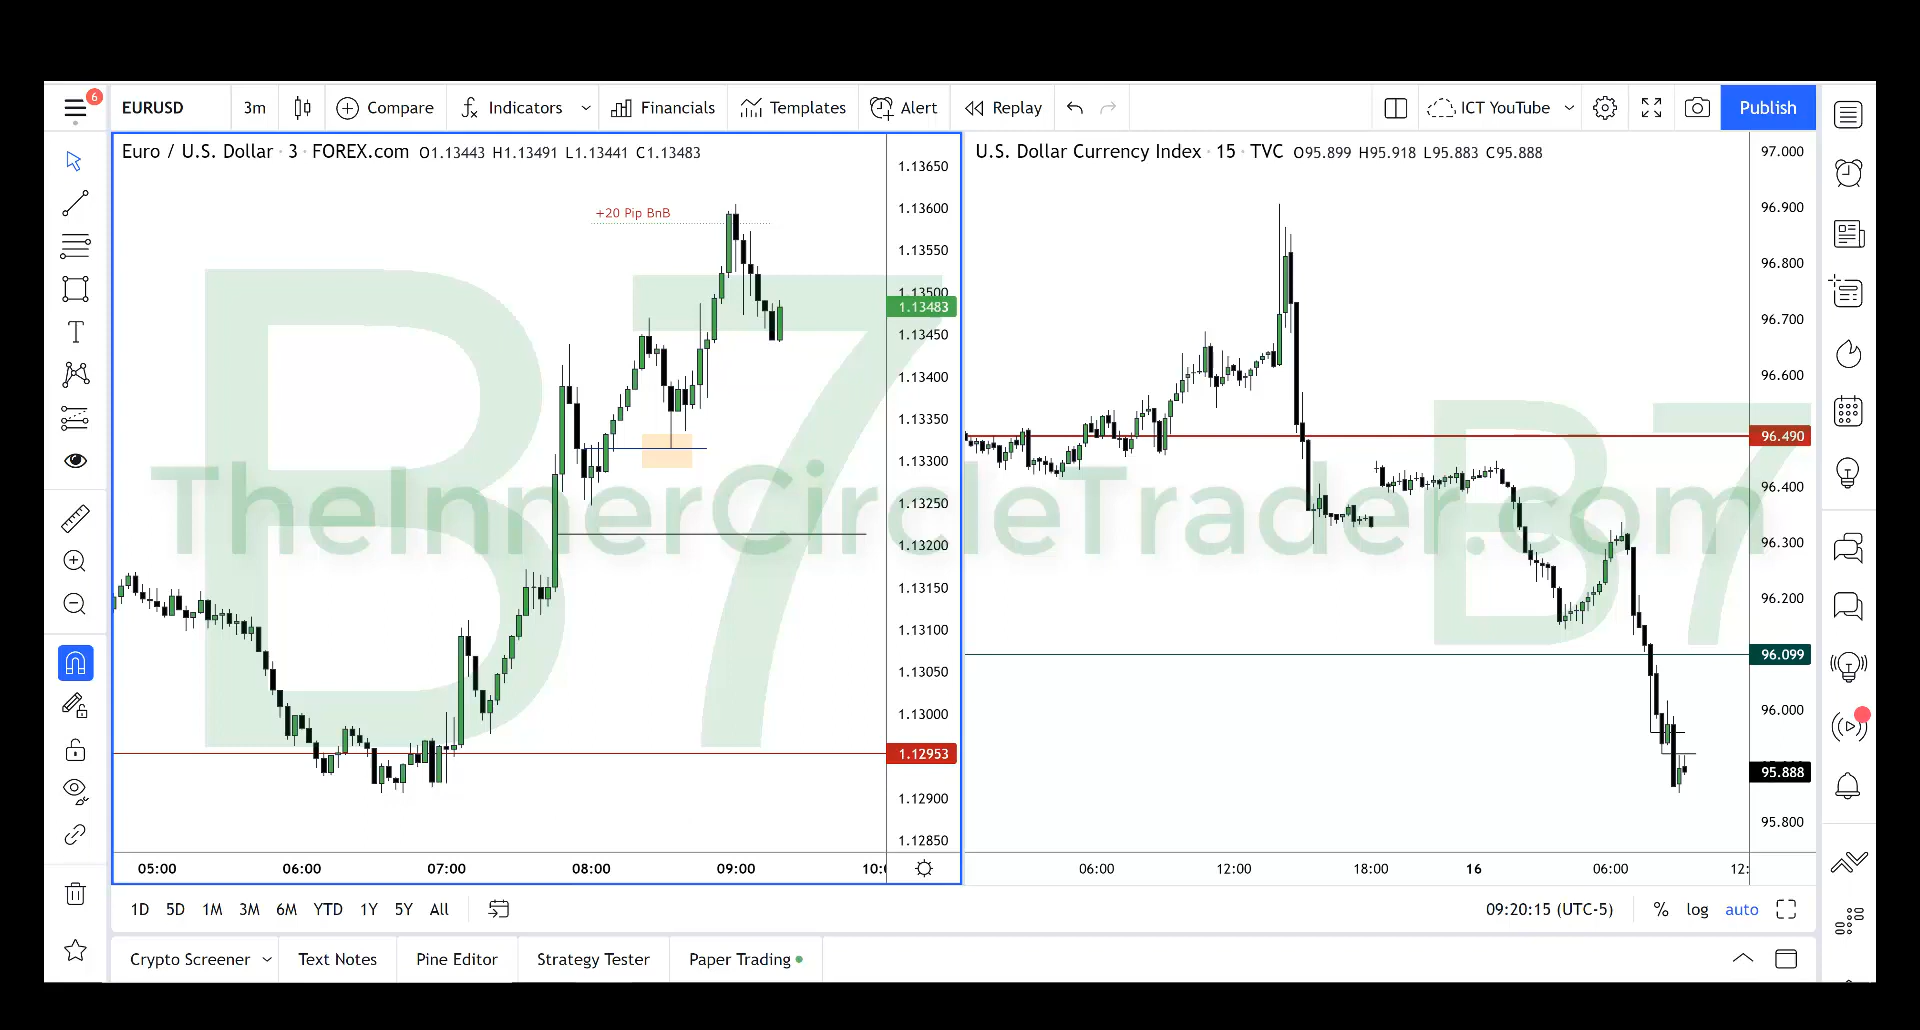 6
EURUSD 3m Compare Indicators Financials Templates Alert Replay ICT YouTube Publish
Euro / U.S. Dollar · 3 · FOREX.com O1.13443 H1.13491 L1.13441 C1.13483
U.S. Dollar Currency Index · 15 · TVC O95.899 H95.918 L95.883 C95.888
+20 Pip BnB
1.13650
1.13600
1.13550
1.13500
1.13483
1.13450
1.13400
1.13350
1.13300
1.13250
1.13200
1.13150
1.13100
1.13050
1.13000
1.12953
1.12900
1.12850
97.000
96.900
96.800
96.700
96.600
96.490
96.400
96.300
96.200
96.099
96.000
95.888
95.800
B7
B7
TheInnerCircleTrader.com
05:00 06:00 07:00 08:00 09:00
06:00 12:00 18:00 16 06:00 12:
1D 5D 1M 3M 6M YTD 1Y 5Y All
09:20:15 (UTC-5) % log auto
Crypto Screener Text Notes Pine Editor Strategy Tester Paper Trading